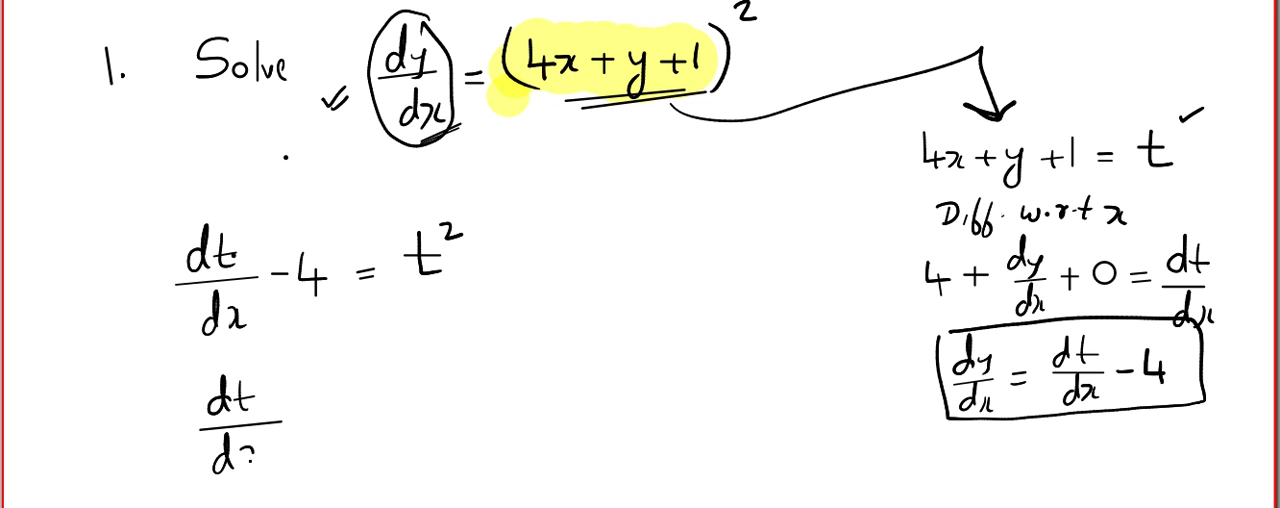 1. Solve dy/dx = (4x + y + 1)²
4x + y + 1 = t
Diff. w.r.t x
4 + dy/dx + 0 = dt/dx
dy/dx = dt/dx - 4
dt/dx - 4 = t²
dt